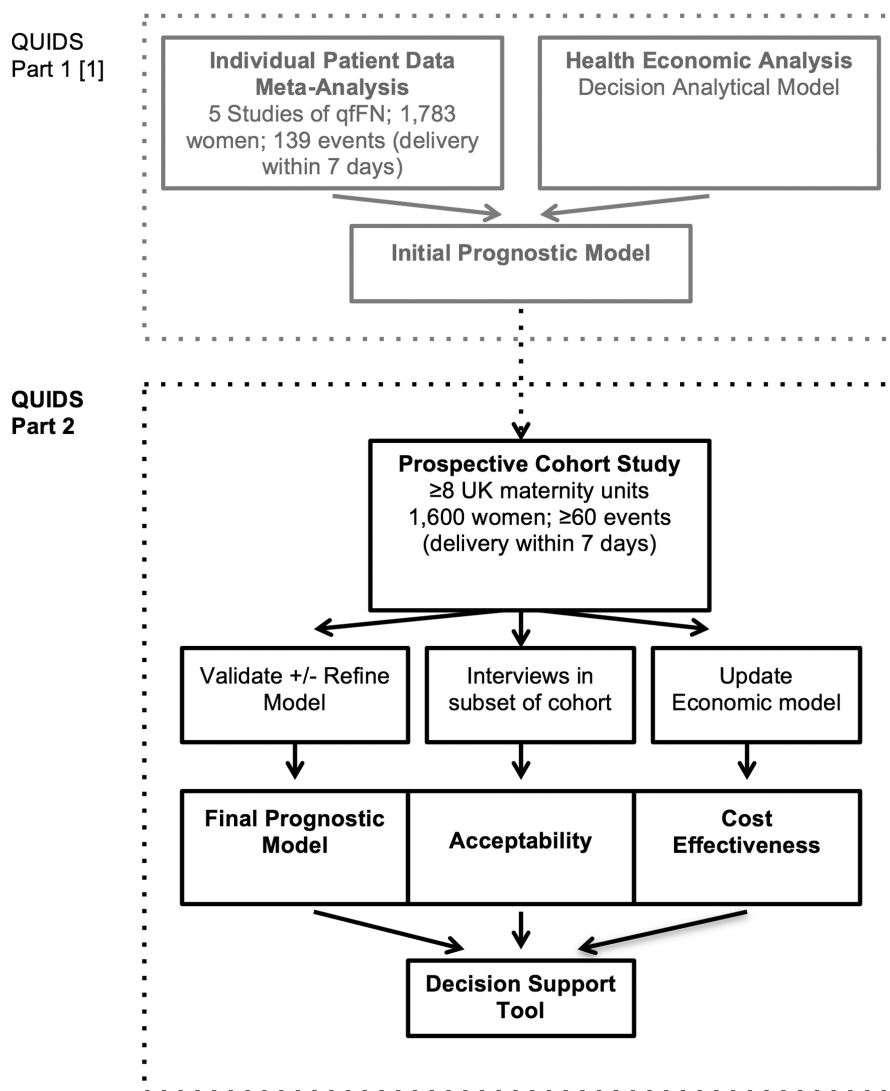 QUIDS
Part 1 [1]
Individual Patient Data
Meta-Analysis
5 Studies of qfFN; 1,783
women; 139 events (delivery
within 7 days)
Health Economic Analysis
Decision Analytical Model
Initial Prognostic Model
QUIDS
Part 2
Prospective Cohort Study
≥8 UK maternity units
1,600 women; ≥60 events
(delivery within 7 days)
Validate +/- Refine
Model
Interviews in
subset of cohort
Update
Economic model
Final Prognostic
Model
Acceptability
Cost
Effectiveness
Decision Support
Tool